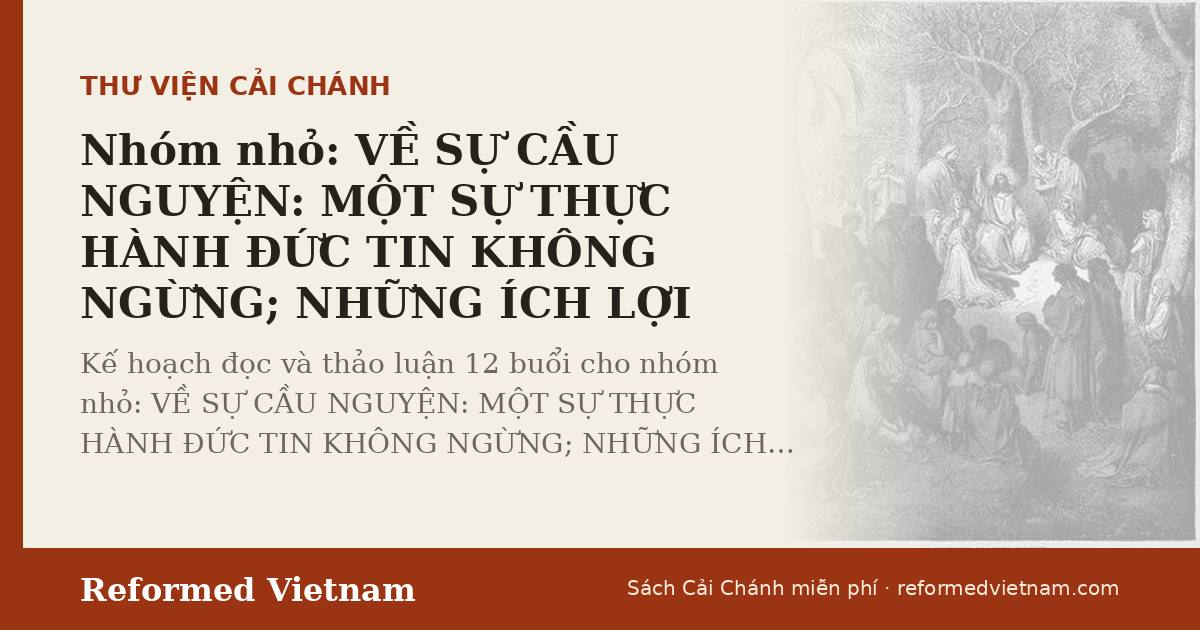 THƯ VIỆN CẢI CHÁNH
Nhóm nhỏ: VỀ SỰ CẦU
NGUYỆN: MỘT SỰ THỰC
HÀNH ĐỨC TIN KHÔNG
NGỪNG; NHỮNG ÍCH LỢI
Kế hoạch đọc và thảo luận 12 buổi cho nhóm
nhỏ: VỀ SỰ CẦU NGUYỆN: MỘT SỰ THỰC
HÀNH ĐỨC TIN KHÔNG NGỪNG; NHỮNG ÍCH...
Reformed Vietnam
Sách Cải Chánh miễn phí · reformedvietnam.com